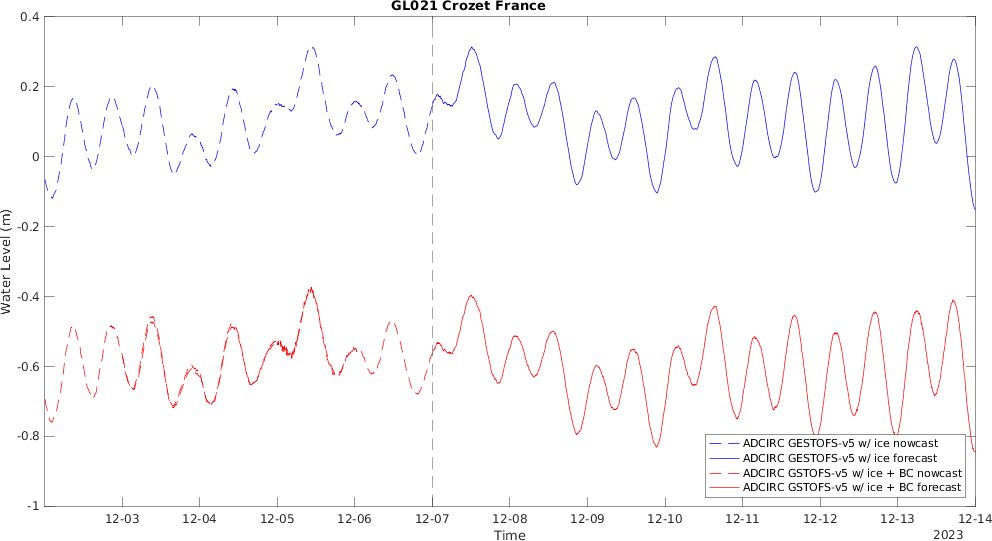 GL021 Crozet France
Water Level (m)
0.4
0.2
0
-0.2
-0.4
-0.6
-0.8
-1
ADCIRC GESTOFS-v5 w/ ice nowcast
ADCIRC GESTOFS-v5 w/ ice forecast
ADCIRC GSTOFS-v5 w/ ice + BC nowcast
ADCIRC GSTOFS-v5 w/ ice + BC forecast
12-03 12-04 12-05 12-06 12-07 12-08 12-09 12-10 12-11 12-12 12-13 12-14
Time
2023